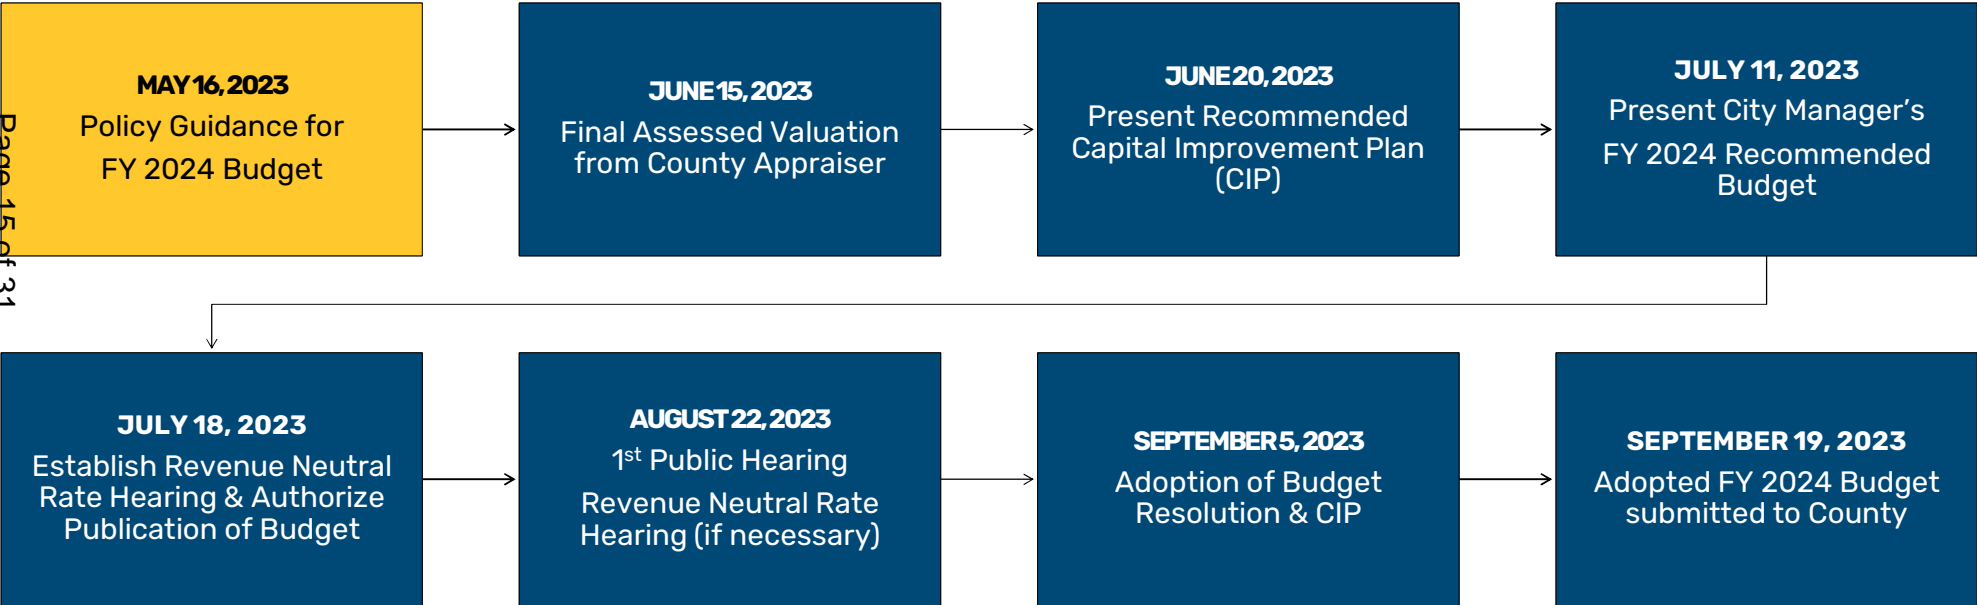 MAY 16, 2023
Policy Guidance for
FY 2024 Budget
JUNE 15, 2023
Final Assessed Valuation
from County Appraiser
JUNE 20, 2023
Present Recommended
Capital Improvement Plan
(CIP)
JULY 11, 2023
Present City Manager’s
FY 2024 Recommended
Budget
Page 15 of 31
JULY 18, 2023
Establish Revenue Neutral
Rate Hearing & Authorize
Publication of Budget
AUGUST 22, 2023
1st Public Hearing
Revenue Neutral Rate
Hearing (if necessary)
SEPTEMBER 5, 2023
Adoption of Budget
Resolution & CIP
SEPTEMBER 19, 2023
Adopted FY 2024 Budget
submitted to County